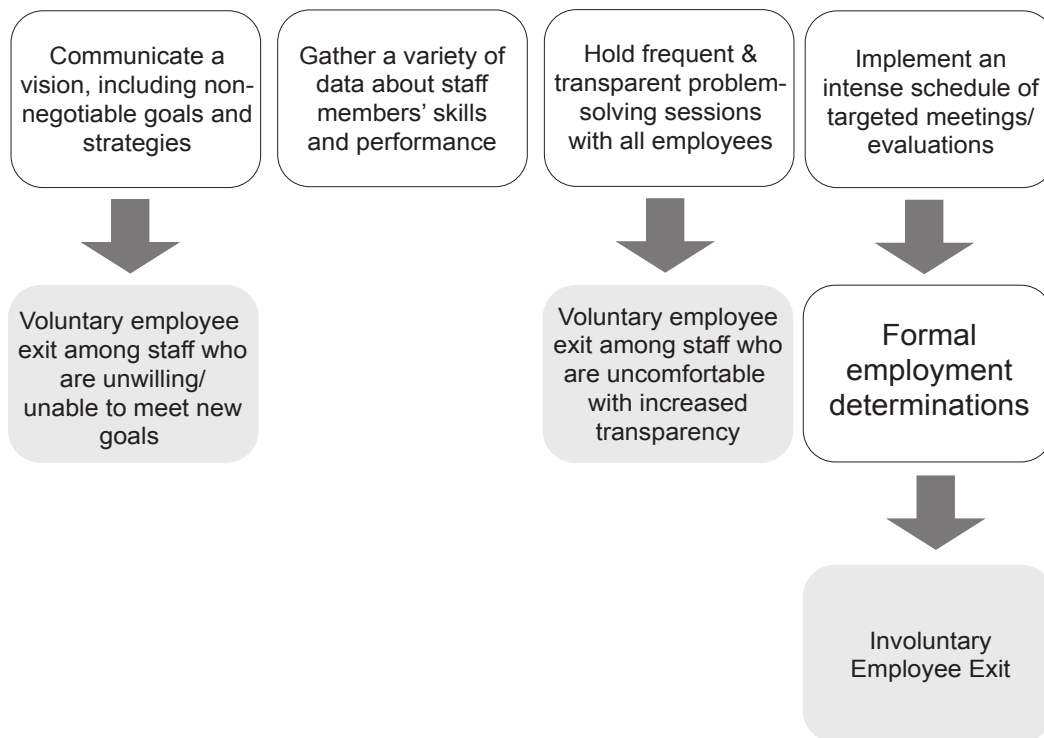 Communicate a
vision, including non-
negotiable goals and
strategies
Gather a variety of
data about staff
members’ skills
and performance
Hold frequent &
transparent problem-
solving sessions
with all employees
Implement an
intense schedule of
targeted meetings/
evaluations
Voluntary employee
exit among staff who
are unwilling/
unable to meet new
goals
Voluntary employee
exit among staff who
are uncomfortable
with increased
transparency
Formal
employment
determinations
Involuntary
Employee Exit